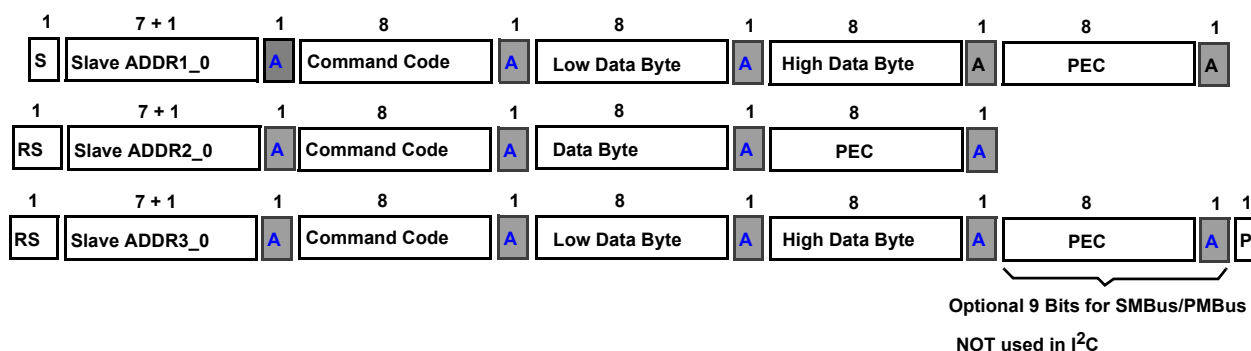 1 7 + 1 1 8 1 8 1 8 1 8 1
S Slave ADDR1_0 A Command Code A Low Data Byte A High Data Byte A PEC A
1 7 + 1 1 8 1 8 1 8 1
RS Slave ADDR2_0 A Command Code A Data Byte A PEC A
1 7 + 1 1 8 1 8 1 8 1 8 1 1
RS Slave ADDR3_0 A Command Code A Low Data Byte A High Data Byte A PEC A P
Optional 9 Bits for SMBus/PMBus
NOT used in I²C